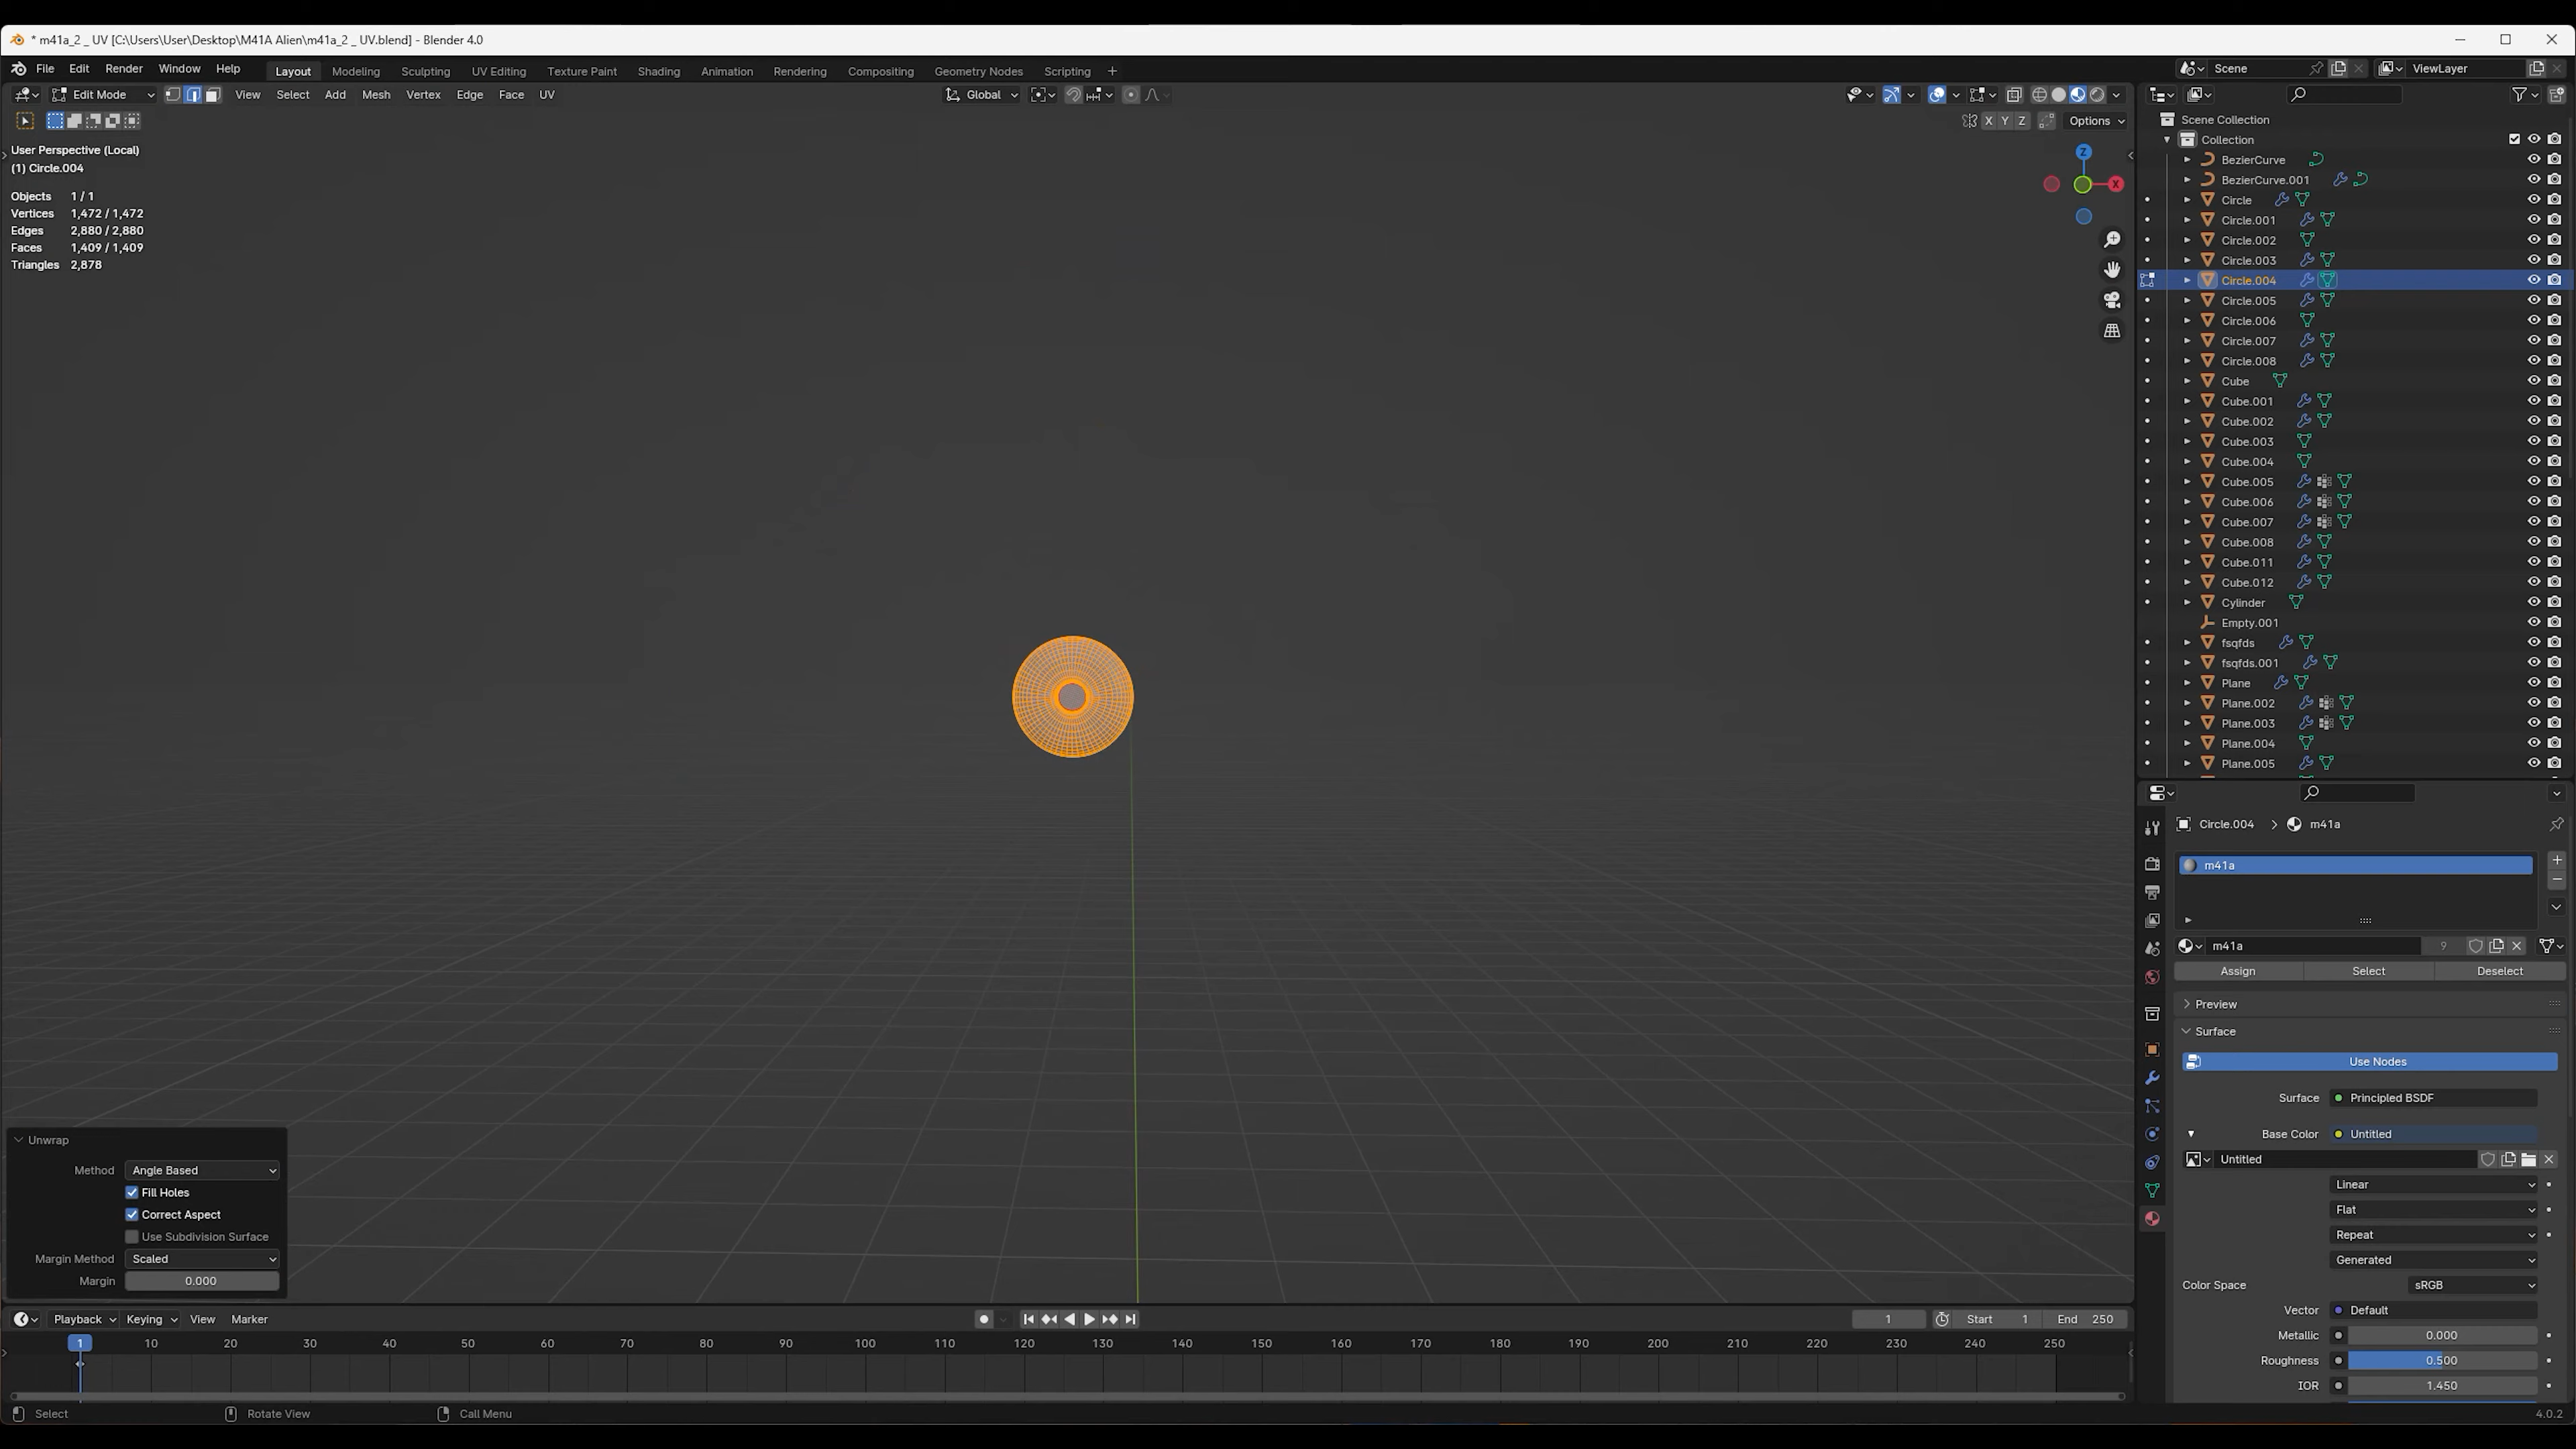 * m41a_2 _ UV [C:\Users\User\Desktop\M41A Alien\m41a_2 _ UV.blend] - Blender 4.0
File Edit Render Window Help Layout Modeling Sculpting UV Editing Texture Paint Shading Animation Rendering Compositing Geometry Nodes Scripting + Scene ViewLayer
Edit Mode View Select Add Mesh Vertex Edge Face UV Global
X Y Z Options
User Perspective (Local)
(1) Circle.004
Objects 1 / 1
Vertices 1,472 / 1,472
Edges 2,880 / 2,880
Faces 1,409 / 1,409
Triangles 2,878
Z
X
Scene Collection
Collection
BezierCurve
BezierCurve.001
Circle
Circle.001
Circle.002
Circle.003
Circle.004
Circle.005
Circle.006
Circle.007
Circle.008
Cube
Cube.001
Cube.002
Cube.003
Cube.004
Cube.005
Cube.006
Cube.007
Cube.008
Cube.011
Cube.012
Cylinder
Empty.001
fsqfds
fsqfds.001
Plane
Plane.002
Plane.003
Plane.004
Plane.005
Circle.004 > m41a
m41a
m41a 9
Assign Select Deselect
Preview
Surface
Use Nodes
Surface Principled BSDF
Base Color Untitled
Untitled
Linear
Flat
Repeat
Generated
Color Space sRGB
Vector Default
Metallic 0.000
Roughness 0.500
IOR 1.450
Unwrap
Method Angle Based
Fill Holes
Correct Aspect
Use Subdivision Surface
Margin Method Scaled
Margin 0.000
Playback Keying View Marker 1 Start 1 End 250
1 10 20 30 40 50 60 70 80 90 100 110 120 130 140 150 160 170 180 190 200 210 220 230 240 250
Select Rotate View Call Menu 4.0.2